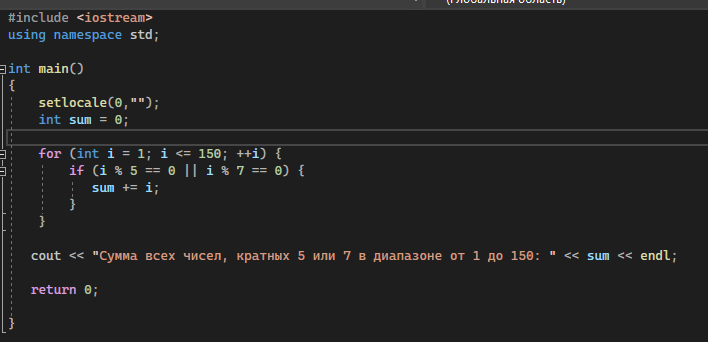 (Глобальная область)
#include <iostream>
using namespace std;
int main()
{
setlocale(0,"");
int sum = 0;
for (int i = 1; i <= 150; ++i) {
if (i % 5 == 0 || i % 7 == 0) {
sum += i;
}
}
cout << "Сумма всех чисел, кратных 5 или 7 в диапазоне от 1 до 150: " << sum << endl;
return 0;
}